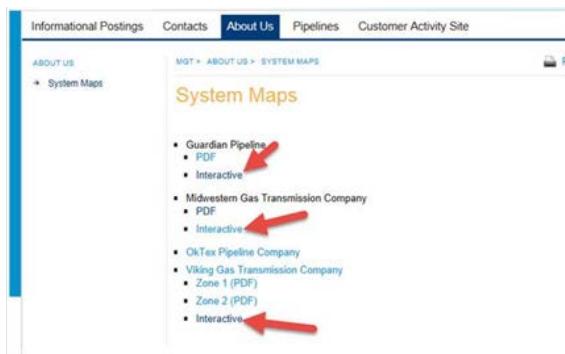 Informational Postings Contacts About Us Pipelines Customer Activity Site
ABOUT US
System Maps
MGT > ABOUT US > SYSTEM MAPS
System Maps
Guardian Pipeline
PDF
Interactive
Midwestern Gas Transmission Company
PDF
Interactive
OkTex Pipeline Company
Viking Gas Transmission Company
Zone 1 (PDF)
Zone 2 (PDF)
Interactive